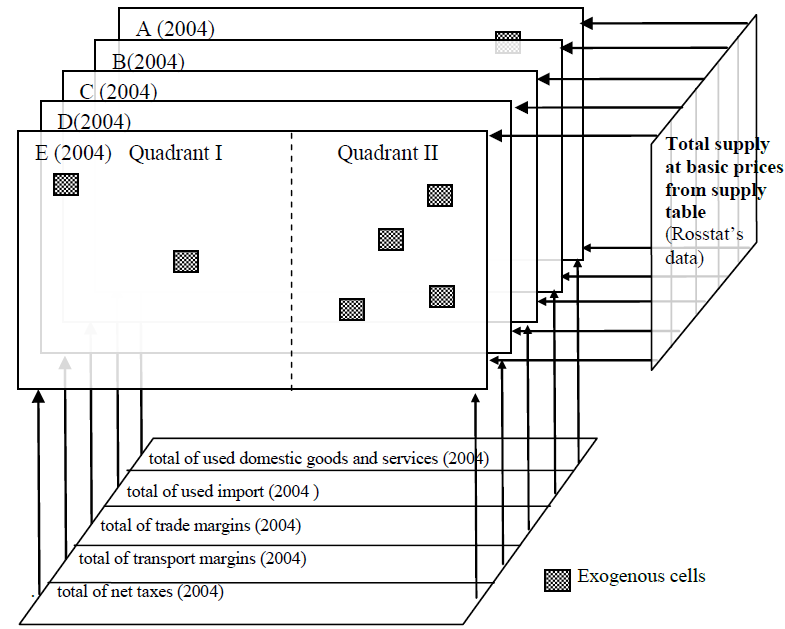 A (2004)
B(2004)
C (2004)
D(2004)
E (2004) Quadrant I Quadrant II
Total supply
at basic prices
from supply
table
(Rosstat's
data)
total of used domestic goods and services (2004)
total of used import (2004 )
total of trade margins (2004)
total of transport margins (2004)
total of net taxes (2004)
Exogenous cells